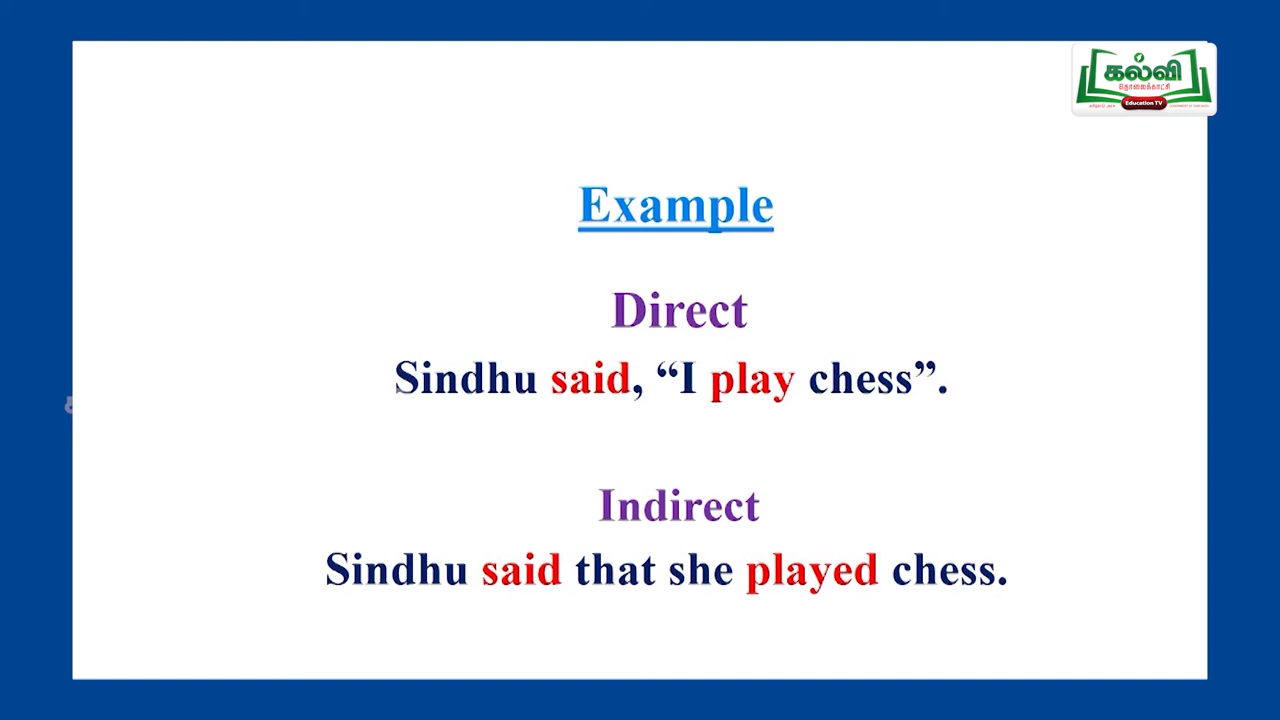 கல்வி
தொலைக்காட்சி
Education TV
Example
Direct
Sindhu said, “I play chess”.
Indirect
Sindhu said that she played chess.